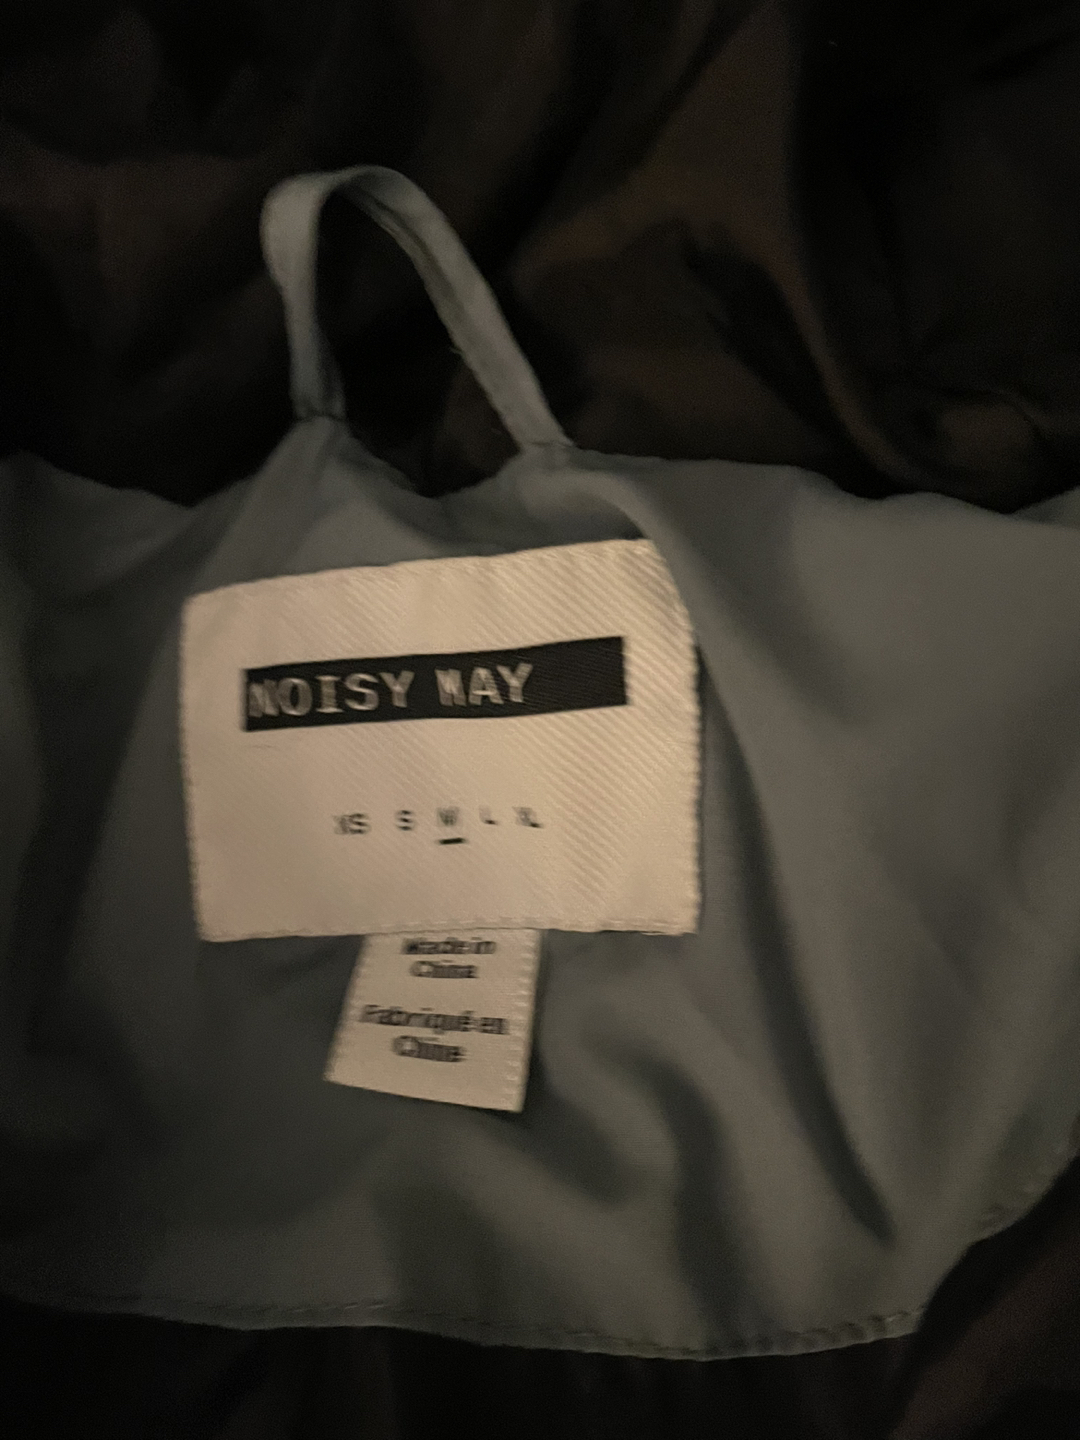 NOISY MAY
XS S M L XL
Made in
China
Fabriqué en
Chine